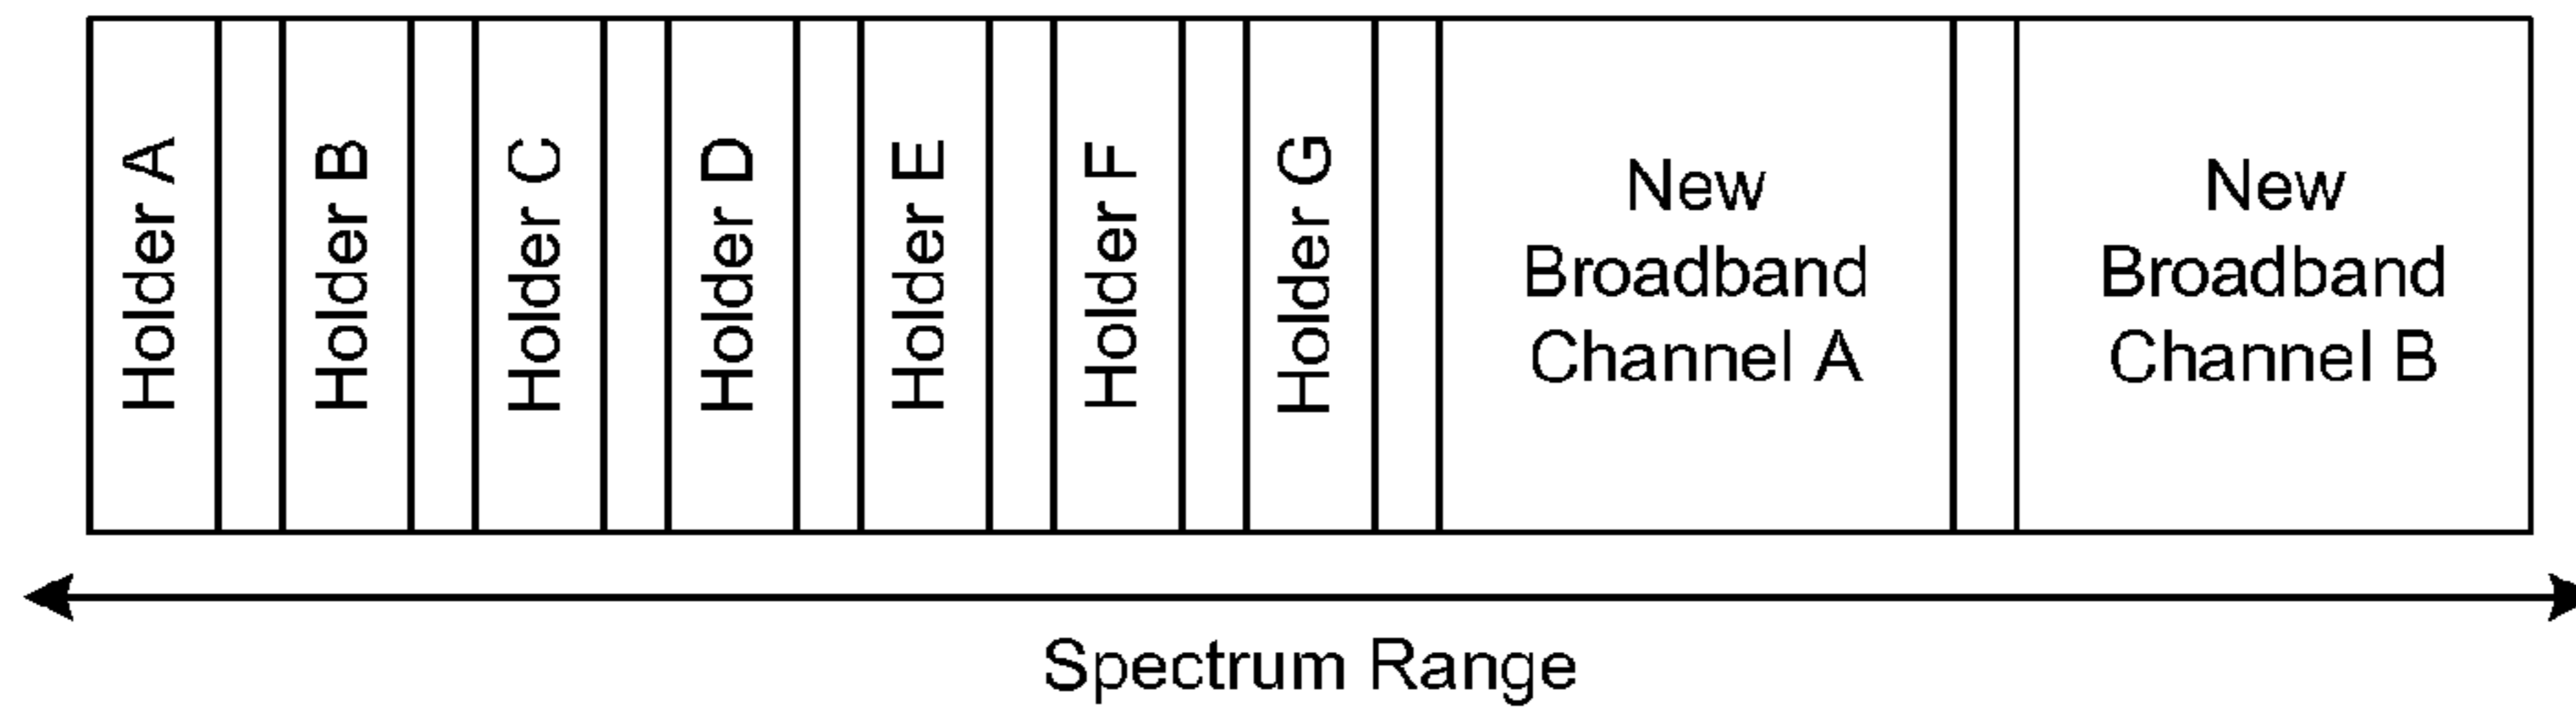 Holder A
Holder B
Holder C
Holder D
Holder E
Holder F
Holder G
New
Broadband
Channel A
New
Broadband
Channel B
Spectrum Range